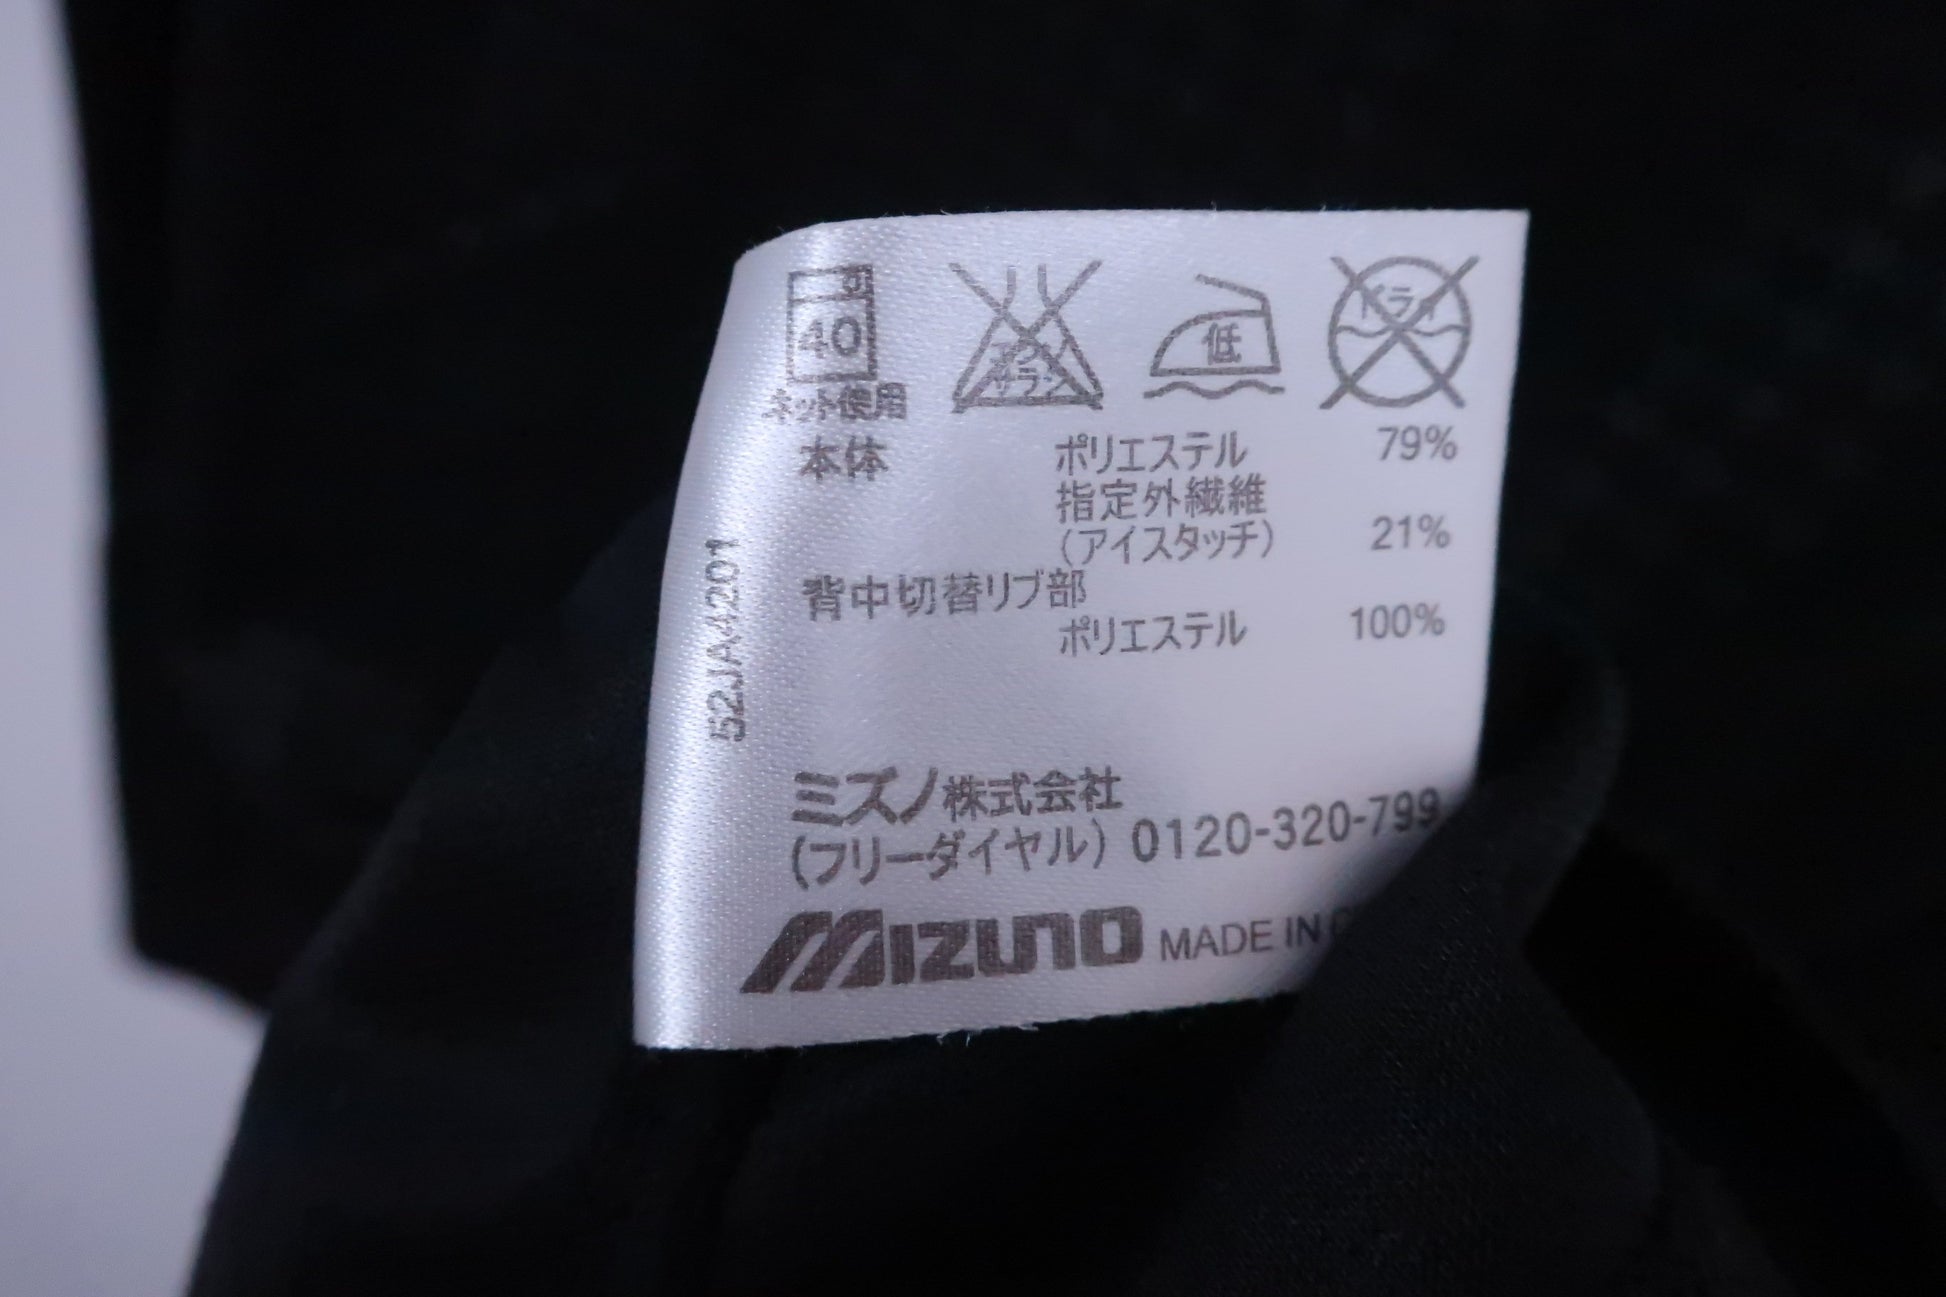 40
ネット使用
低
ドライ
本体 ポリエステル 79%
指定外繊維
(アイスタッチ) 21%
背中切替リブ部
ポリエステル 100%
52JA4201
ミズノ株式会社
(フリーダイヤル) 0120-320-799
MIZUNO MADE IN